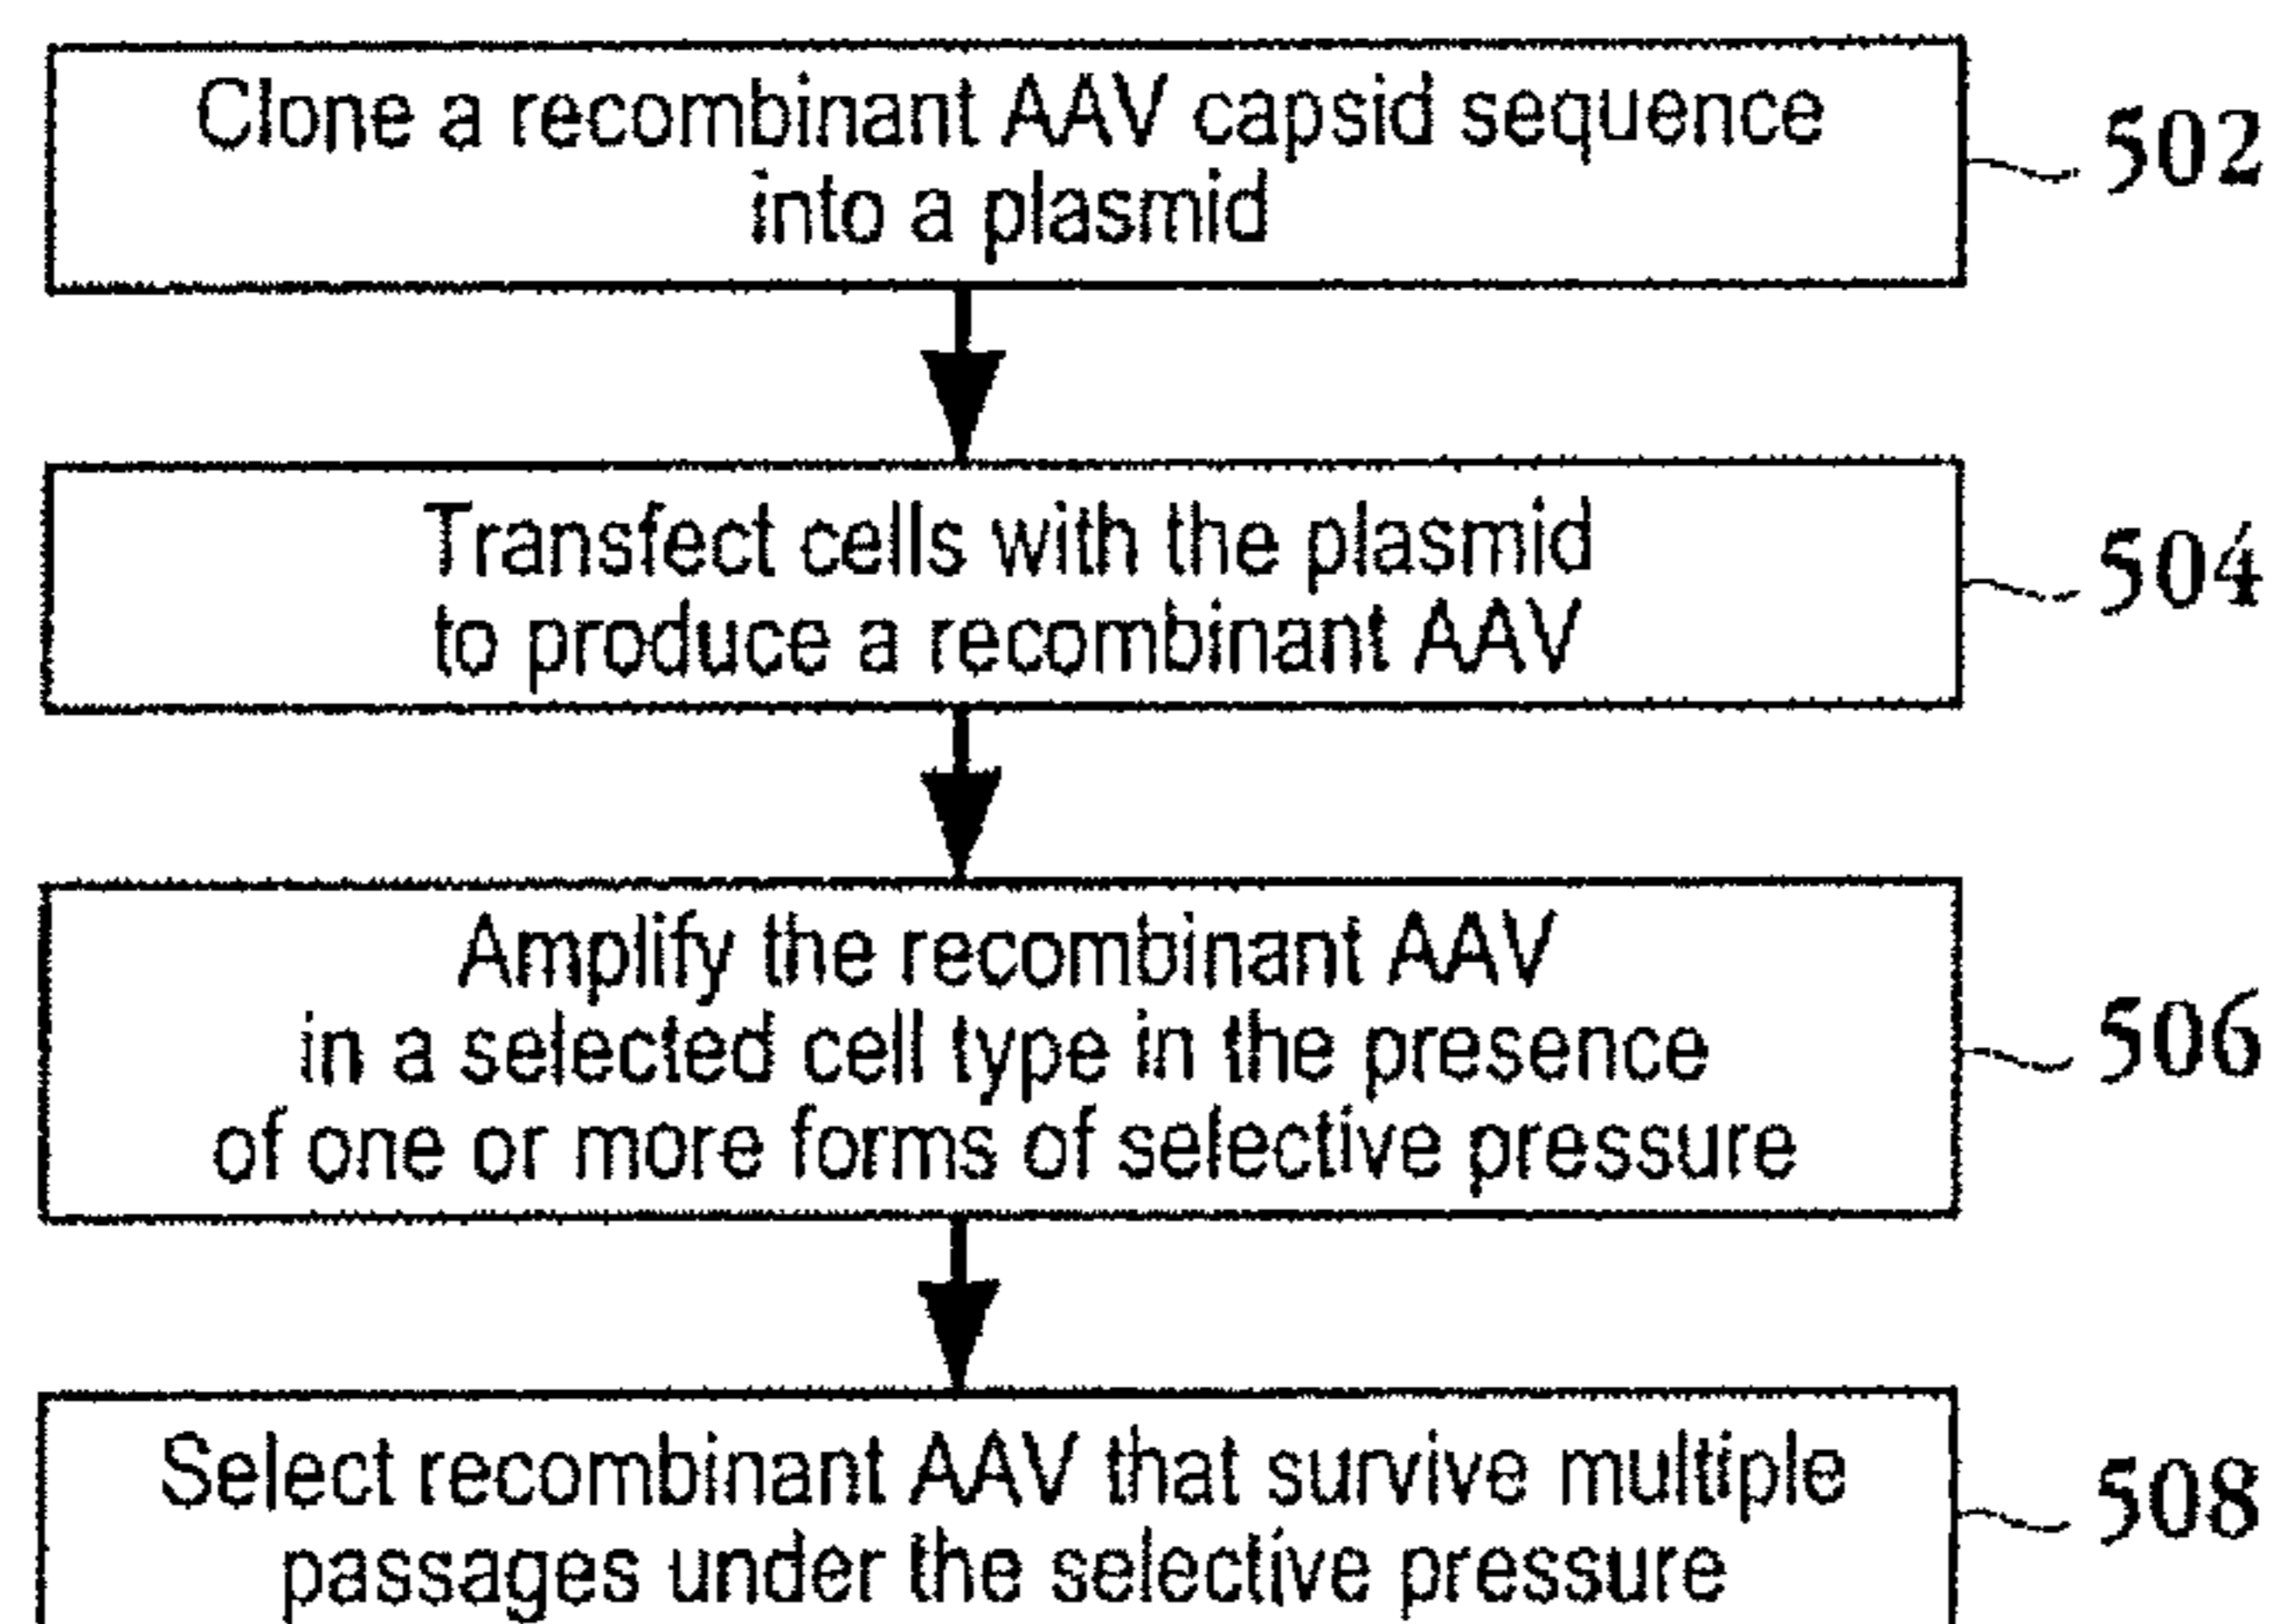 Clone a recombinant AAV capsid sequence
into a plasmid
502
Transfect cells with the plasmid
to produce a recombinant AAV
504
Amplify the recombinant AAV
in a selected cell type in the presence
of one or more forms of selective pressure
506
Select recombinant AAV that survive multiple
passages under the selective pressure
508